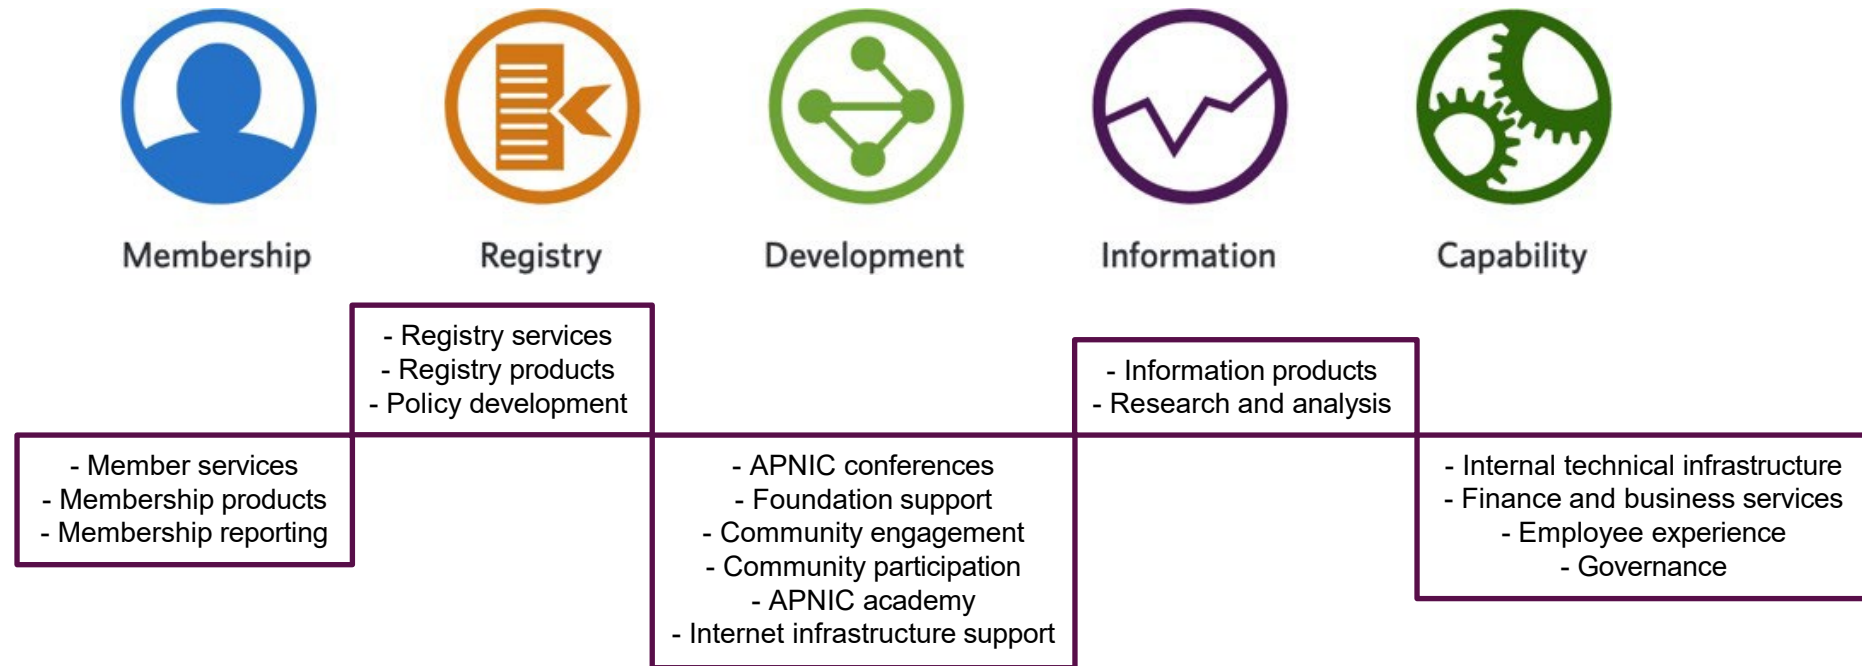 Membership
Registry
Development
Information
Capability
- Registry services
- Registry products
- Policy development
- Information products
- Research and analysis
- Member services
- Membership products
- Membership reporting
- APNIC conferences
- Foundation support
- Community engagement
- Community participation
- APNIC academy
- Internet infrastructure support
- Internal technical infrastructure
- Finance and business services
- Employee experience
- Governance